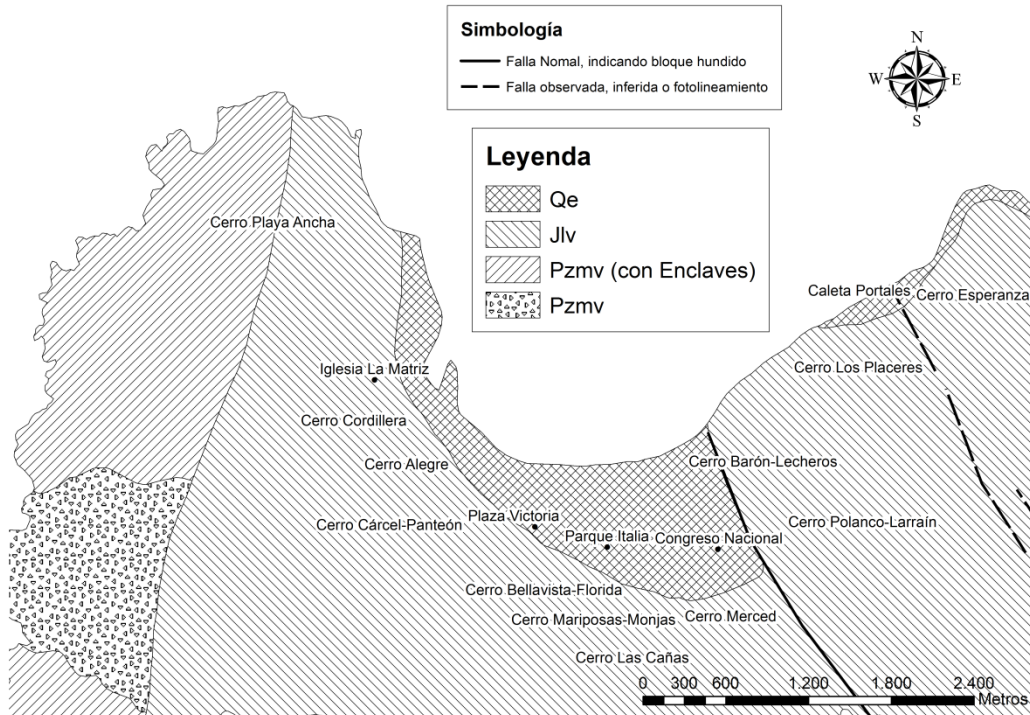 Simbología
Falla Nomal, indicando bloque hundido
Falla observada, inferida o fotolineamiento
N
W
E
S
Leyenda
Qe
Jlv
Pzmv (con Enclaves)
Pzmv
Cerro Playa Ancha
Caleta Portales
Cerro Esperanza
Iglesia La Matriz
Cerro Los Placeres
Cerro Cordillera
Cerro Alegre
Cerro Barón-Lecheros
Plaza Victoria
Cerro Cárcel-Panteón
Cerro Polanco-Larraín
Parque Italia
Congreso Nacional
Cerro Bellavista-Florida
Cerro Mariposas-Monjas
Cerro Merced
Cerro Las Cañas
0 300 600 1.200 1.800 2.400
Metros